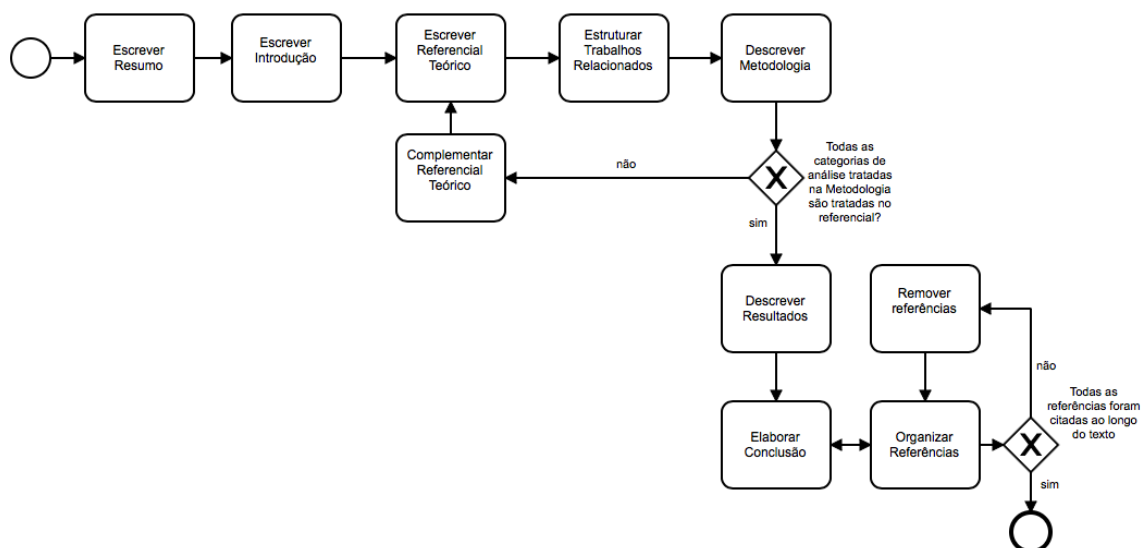 Escrever
Resumo
Escrever
Introdução
Escrever
Referencial
Teórico
Estruturar
Trabalhos
Relacionados
Descrever
Metodologia
Complementar
Referencial
Teórico
não
Todas as
categorias de
análise tratadas
na Metodologia
são tratadas no
referencial?
sim
Descrever
Resultados
Remover
referências
não
Todas as
referências foram
citadas ao longo
do texto
Elaborar
Conclusão
Organizar
Referências
sim